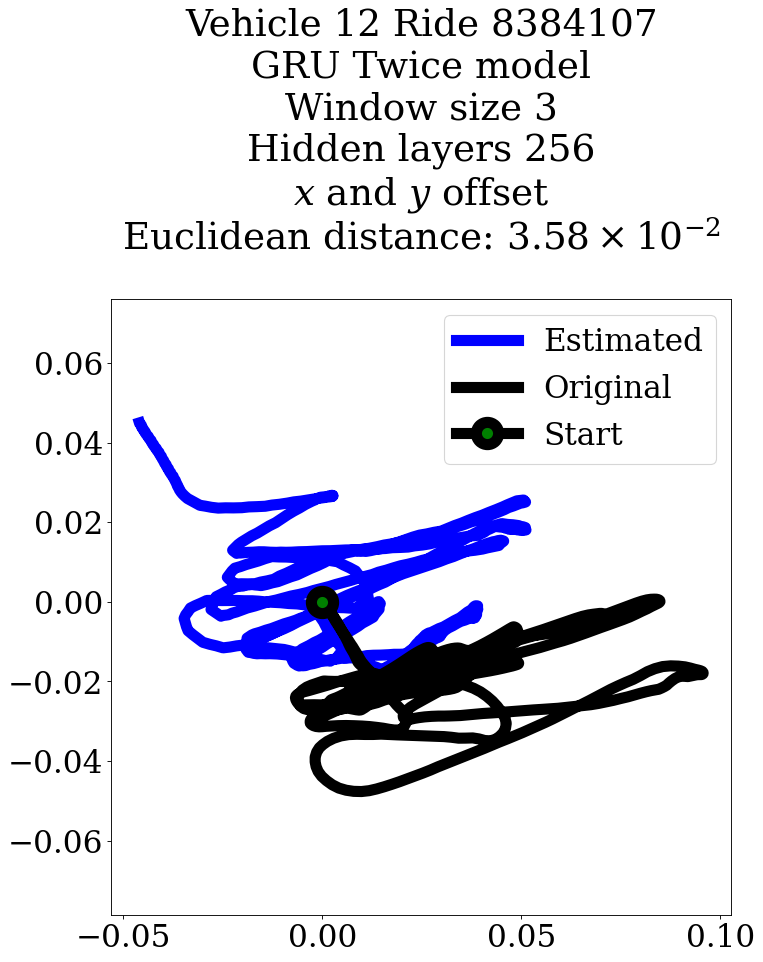 Vehicle 12 Ride 8384107
GRU Twice model
Window size 3
Hidden layers 256
x and y offset
Euclidean distance: 3.58 × 10⁻²
Estimated
Original
Start
0.06
0.04
0.02
0.00
−0.02
−0.04
−0.06
−0.05 0.00 0.05 0.10